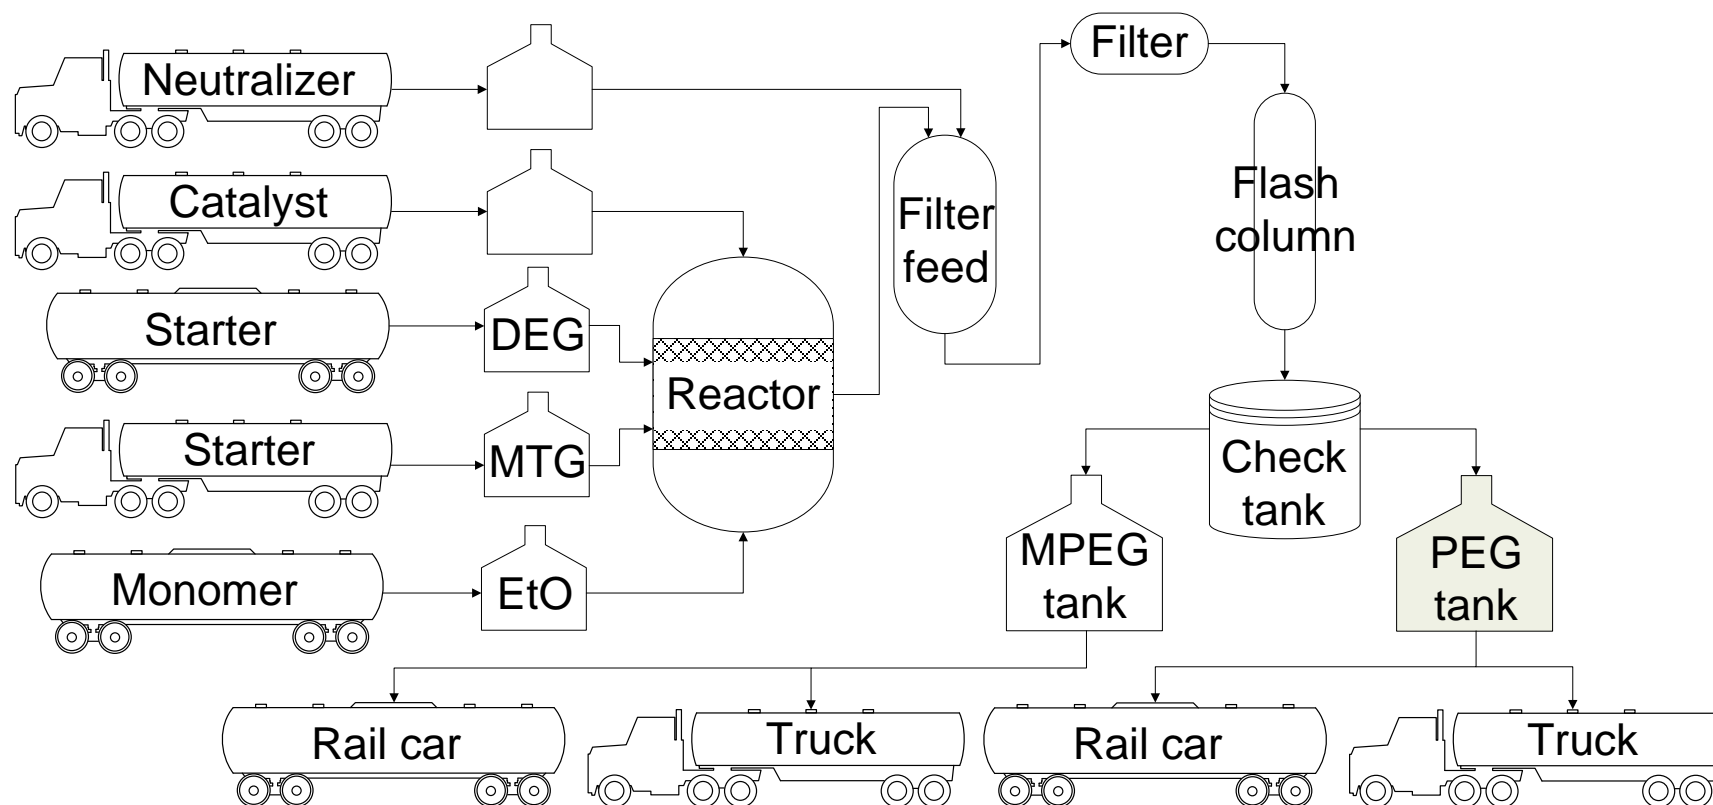 Neutralizer
Filter
Catalyst
Flash
column
Filter
feed
Starter
DEG
Reactor
Starter
MTG
Check
tank
Monomer
EtO
MPEG
tank
PEG
tank
Rail car
Truck
Rail car
Truck